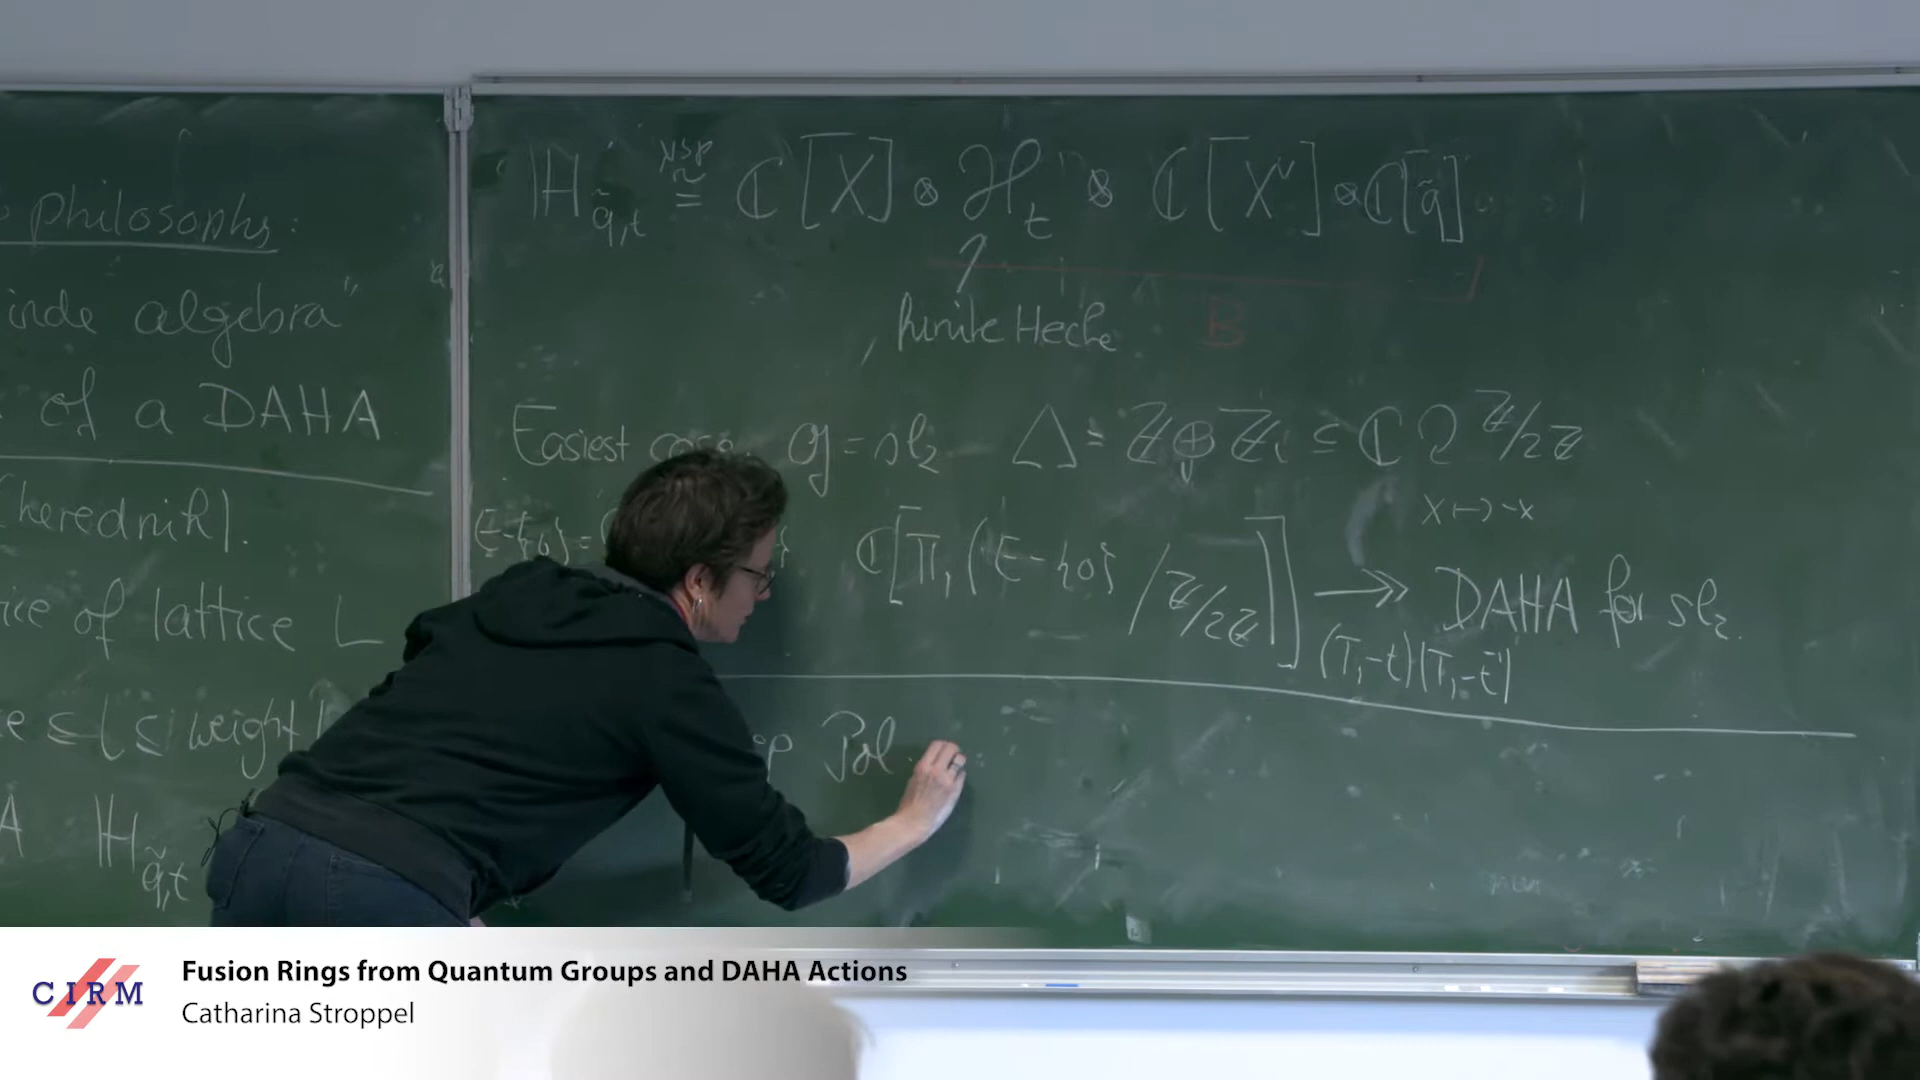 philosophy:
inde algebra"
of a DAHA
herednik].
ice of lattice L
≤ L ≤ weight
A ℍ_{q̃,t}
ℍ_{q̃,t} ≅^{vsp} ℂ[X] ⊗ ℋ_t ⊗ ℂ[X^∨] ⊗ ℂ[q̃]
finite Hecke
B
Easiest case: g = sl₂ Λ = ℤ ⊕ ℤi ⊆ ℂ ↻ ℤ/2ℤ
x ↦ -x
ℂ[π₁(E-{0}/ℤ/2ℤ)] ↠ DAHA for sl₂.
(T₁-t)(T₁-t⁻¹)
Pol
CIRM
Fusion Rings from Quantum Groups and DAHA Actions
Catharina Stroppel